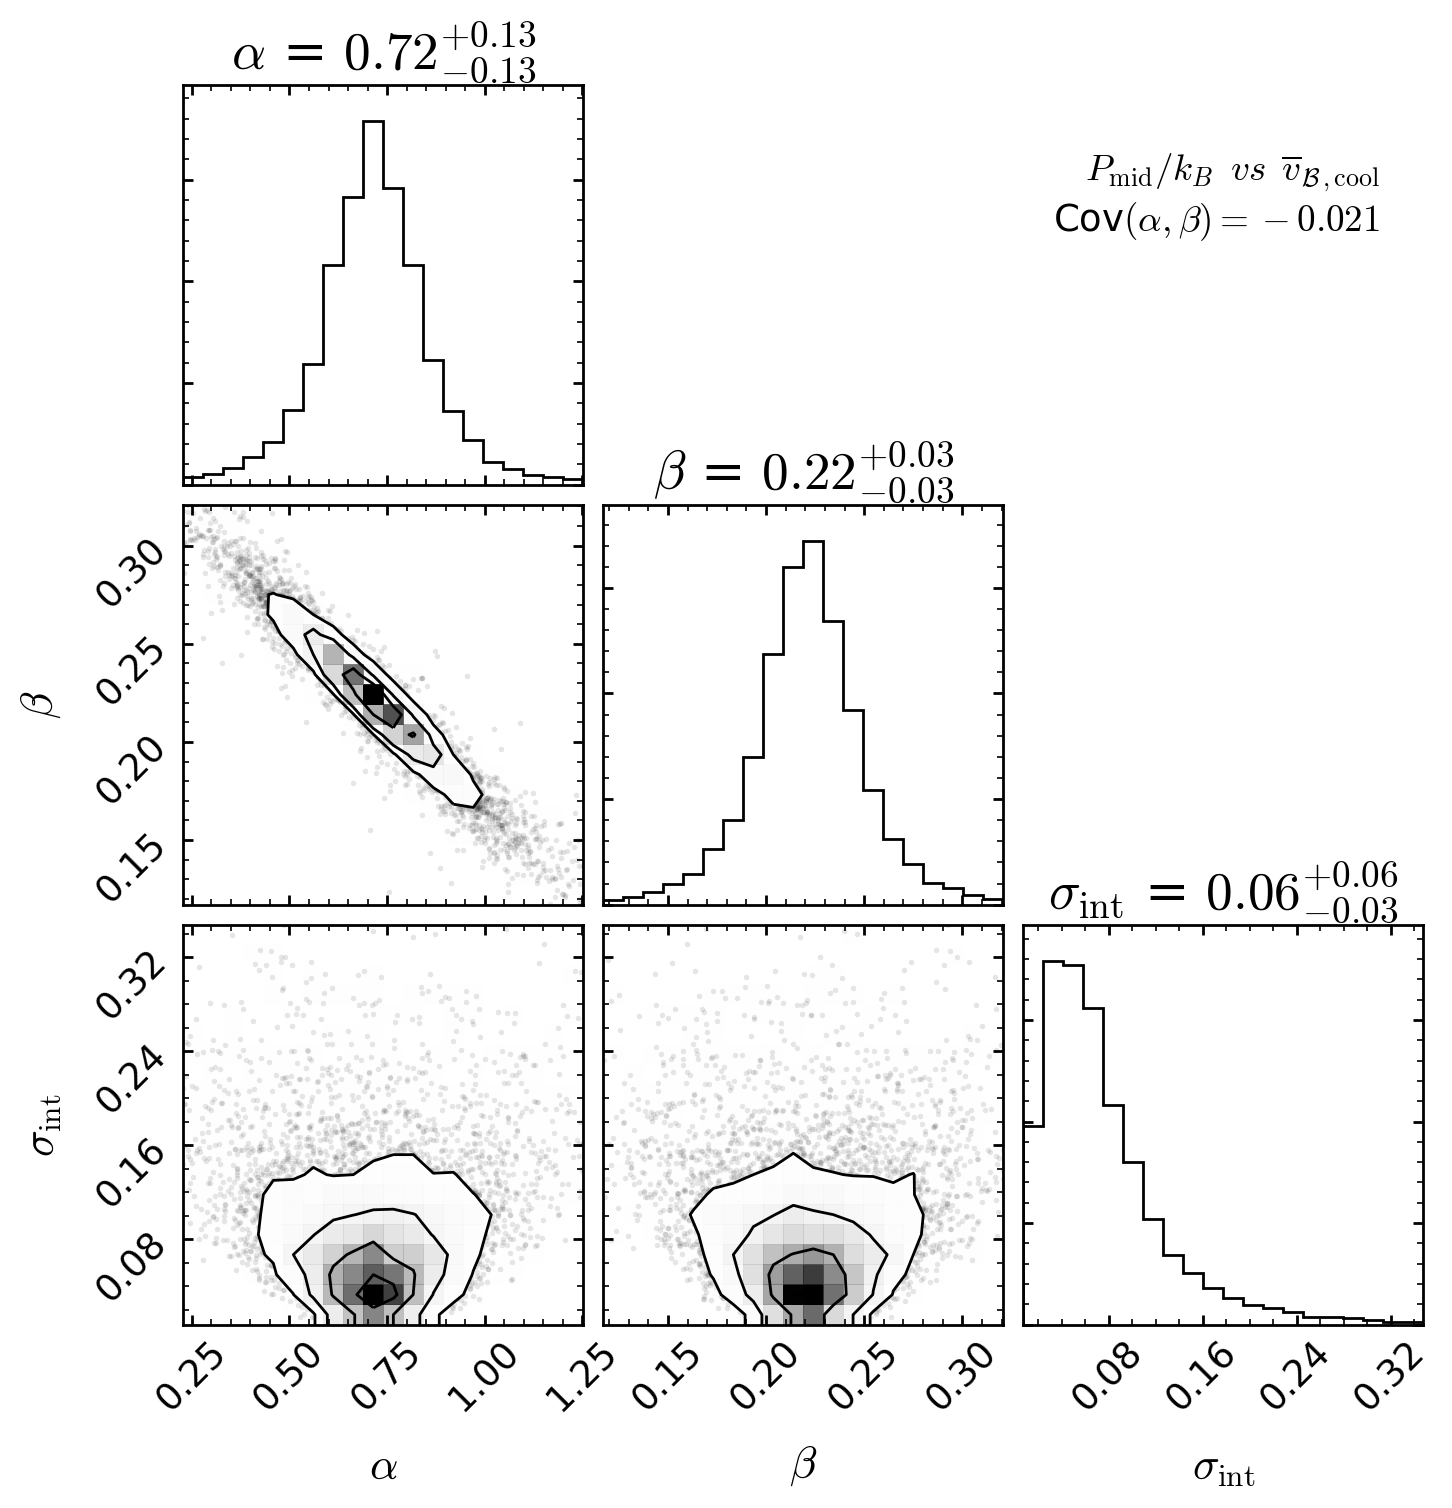 α = 0.72 +0.13 −0.13
P_mid/k_B vs v̅_ℬ,cool
Cov(α, β) = −0.021
β = 0.22 +0.03 −0.03
β
0.30
0.25
0.20
0.15
σ_int = 0.06 +0.06 −0.03
σ_int
0.32
0.24
0.16
0.08
0.25 0.50 0.75 1.00 1.25
0.15 0.20 0.25 0.30
0.08 0.16 0.24 0.32
α
β
σ_int